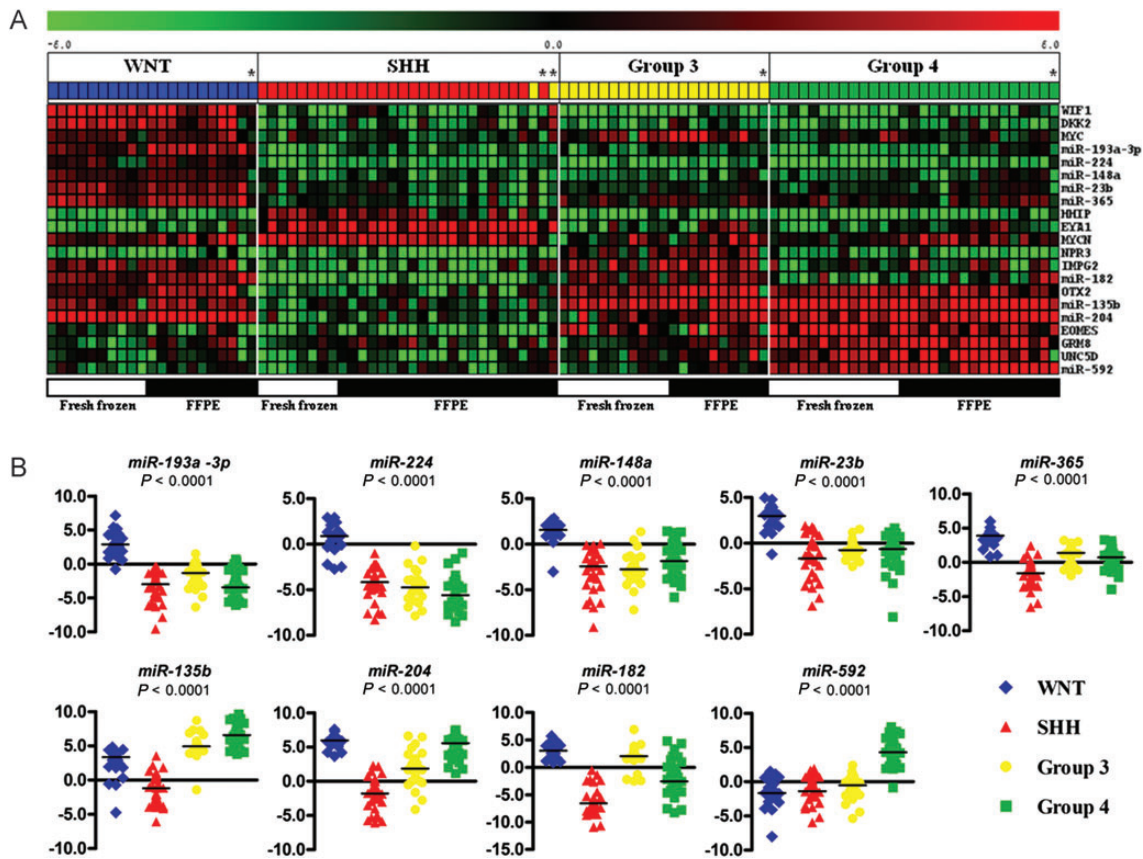 A
-6.0 0.0 6.0
WNT SHH Group 3 Group 4
* ** * *
WIF1
DKK2
MYC
miR-193a-3p
miR-224
miR-148a
miR-23b
miR-365
HHIP
EYA1
MYCN
NPR3
IMPG2
miR-182
OTX2
miR-135b
miR-204
EOMES
GRM8
UNC5D
miR-592
Fresh frozen FFPE Fresh frozen FFPE Fresh frozen FFPE Fresh frozen FFPE
B
miR-193a -3p miR-224 miR-148a miR-23b miR-365
P < 0.0001 P < 0.0001 P < 0.0001 P < 0.0001 P < 0.0001
10.0 5.0 5.0 5.0 10.0
5.0 0.0 0.0 0.0 5.0
0.0 -5.0 -5.0 -5.0 0.0
-5.0 -10.0 -10.0 -10.0 -5.0
-10.0 -10.0
miR-135b miR-204 miR-182 miR-592
P < 0.0001 P < 0.0001 P < 0.0001 P < 0.0001
10.0 10.0 10.0 10.0
5.0 5.0 5.0 5.0
0.0 0.0 0.0 0.0
-5.0 -5.0 -5.0 -5.0
-10.0 -10.0 -10.0 -10.0
-15.0
WNT
SHH
Group 3
Group 4